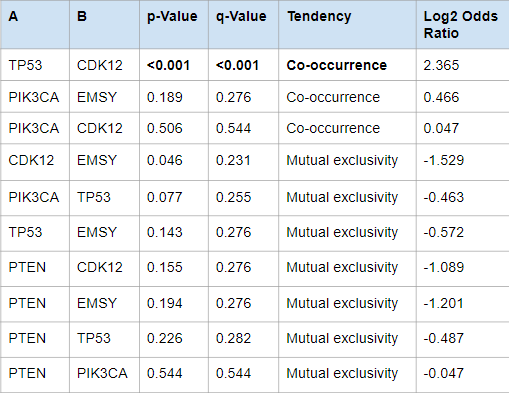 A B p-Value q-Value Tendency Log2 Odds
Ratio
TP53 CDK12 <0.001 <0.001 Co-occurrence 2.365
PIK3CA EMSY 0.189 0.276 Co-occurrence 0.466
PIK3CA CDK12 0.506 0.544 Co-occurrence 0.047
CDK12 EMSY 0.046 0.231 Mutual exclusivity -1.529
PIK3CA TP53 0.077 0.255 Mutual exclusivity -0.463
TP53 EMSY 0.143 0.276 Mutual exclusivity -0.572
PTEN CDK12 0.155 0.276 Mutual exclusivity -1.089
PTEN EMSY 0.194 0.276 Mutual exclusivity -1.201
PTEN TP53 0.226 0.282 Mutual exclusivity -0.487
PTEN PIK3CA 0.544 0.544 Mutual exclusivity -0.047